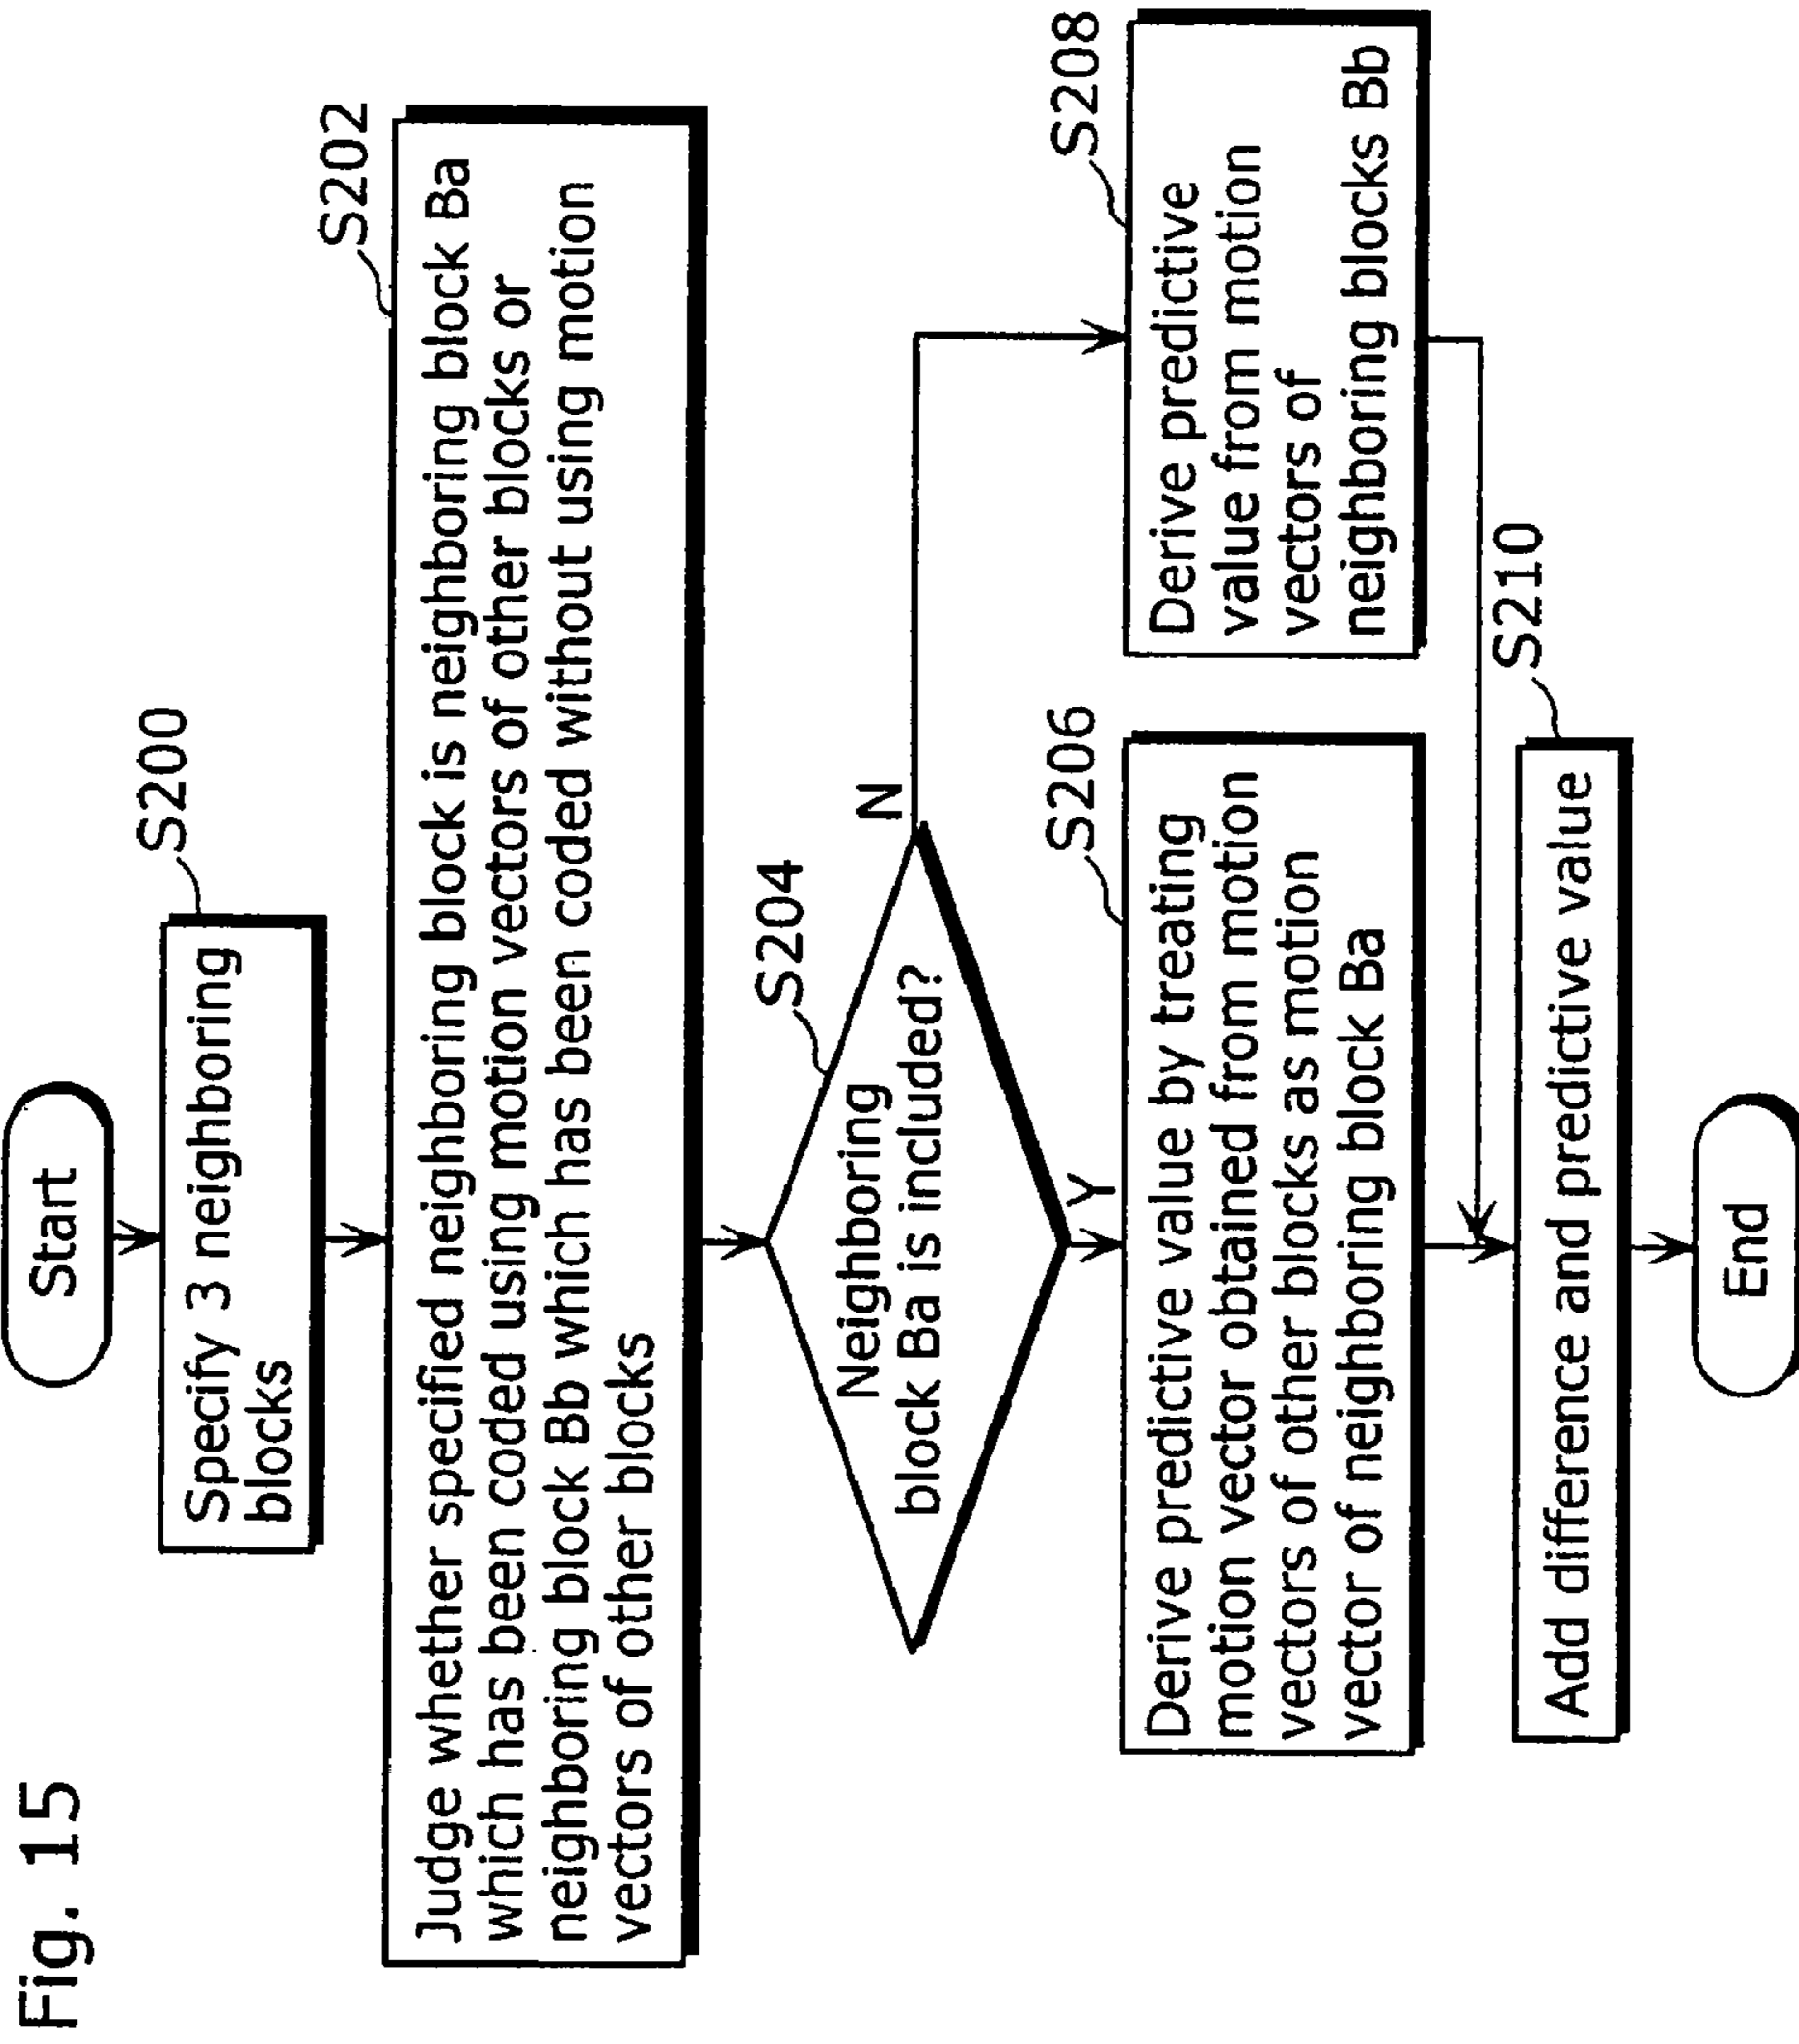 Fig. 15
Start
S200
Specify 3 neighboring
blocks
S202
Judge whether specified neighboring block is neighboring block Ba
which has been coded using motion vectors of other blocks or
neighboring block Bb which has been coded without using motion
vectors of other blocks
S204
Neighboring
block Ba is included?
N
Y
S206
Derive predictive value by treating
motion vector obtained from motion
vectors of other blocks as motion
vector of neighboring block Ba
S208
Derive predictive
value from motion
vectors of
neighboring blocks Bb
S210
Add difference and predictive value
End